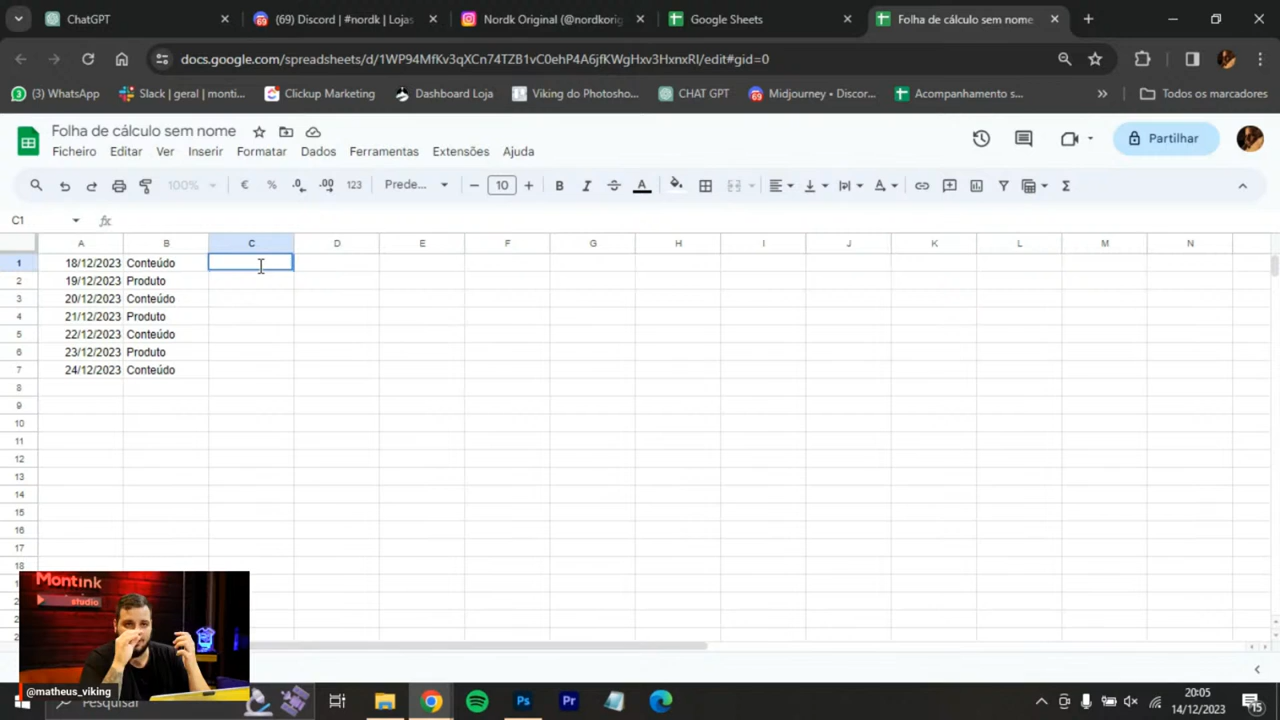 ChatGPT
(69) Discord | #nordk | Lojas
Nordk Original (@nordkorig
Google Sheets
Folha de cálculo sem nome
docs.google.com/spreadsheets/d/1WP94MfKv3qXCn74TZB1vC0ehP4A6jfKWgHxv3HxnxRI/edit#gid=0
(3) WhatsApp
Slack | geral | monti...
Clickup Marketing
Dashboard Loja
Viking do Photosho...
CHAT GPT
Midjourney • Discor...
Acompanhamento s...
Todos os marcadores
Folha de cálculo sem nome
Ficheiro Editar Ver Inserir Formatar Dados Ferramentas Extensões Ajuda
Partilhar
100% € % .0 .00 123 Prede... 10 B I A
C1 fx
A B C D E F G H I J K L M N
1 18/12/2023 Conteúdo
2 19/12/2023 Produto
3 20/12/2023 Conteúdo
4 21/12/2023 Produto
5 22/12/2023 Conteúdo
6 23/12/2023 Produto
7 24/12/2023 Conteúdo
8
9
10
11
12
13
14
15
16
17
18
Montink
studio
@matheus_viking
Pesquisar
Ps
Pr
20:05
14/12/2023
15